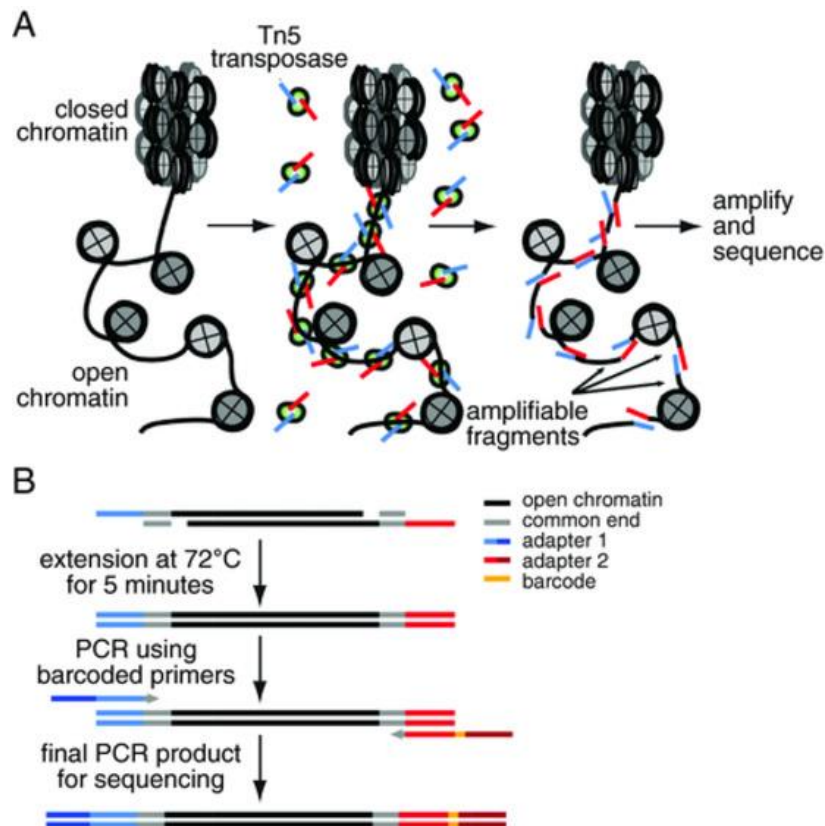 A
Tn5
transposase
closed
chromatin
amplify
and
sequence
open
chromatin
amplifiable
fragments
B
open chromatin
common end
adapter 1
adapter 2
barcode
extension at 72°C
for 5 minutes
PCR using
barcoded primers
final PCR product
for sequencing